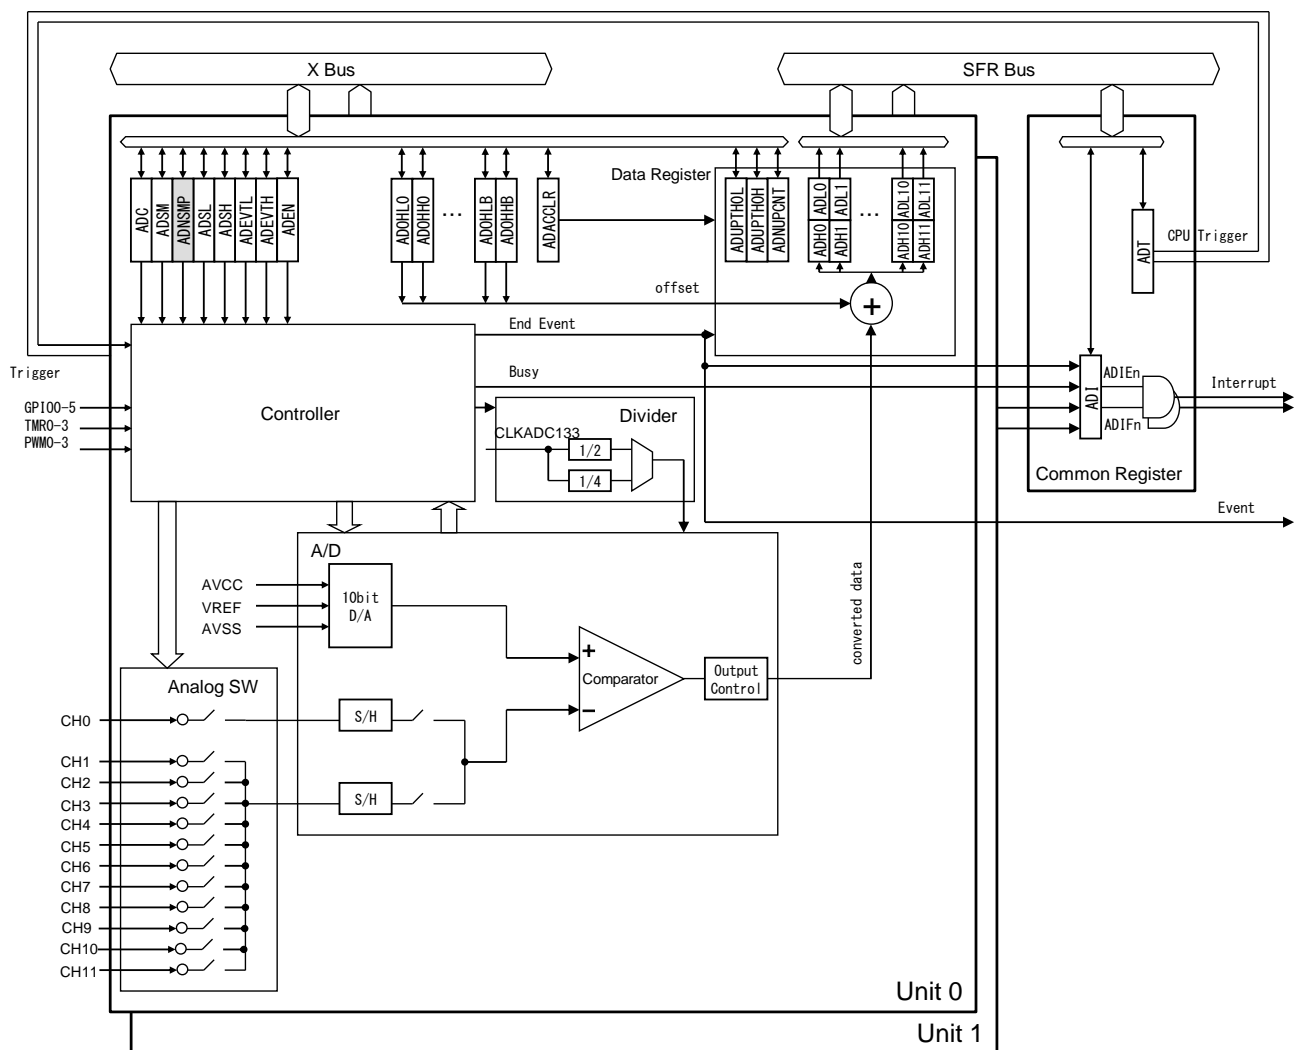 X Bus
SFR Bus
Data Register
ADC
ADSM
ADNSMP
ADSL
ADSH
ADEVTL
ADEVTH
ADEN
ADOHL0
ADOHH0
...
ADOHLB
ADOHHB
ADACCLR
ADUPTH0L
ADUPTH0H
ADNUPCNT
ADH0 ADL0
ADH1 ADL1
...
ADH10 ADL10
ADH11 ADL11
ADT
CPU Trigger
offset
+
End Event
Trigger
Busy
GPIO0-5
TMR0-3
PWM0-3
Controller
Divider
CLKADC133
1/2
1/4
ADI
ADIEn
ADIFn
Interrupt
Common Register
Event
A/D
AVCC
VREF
AVSS
10bit
D/A
converted data
+
Comparator
−
Output
Control
Analog SW
S/H
S/H
CH0
CH1
CH2
CH3
CH4
CH5
CH6
CH7
CH8
CH9
CH10
CH11
Unit 0
Unit 1